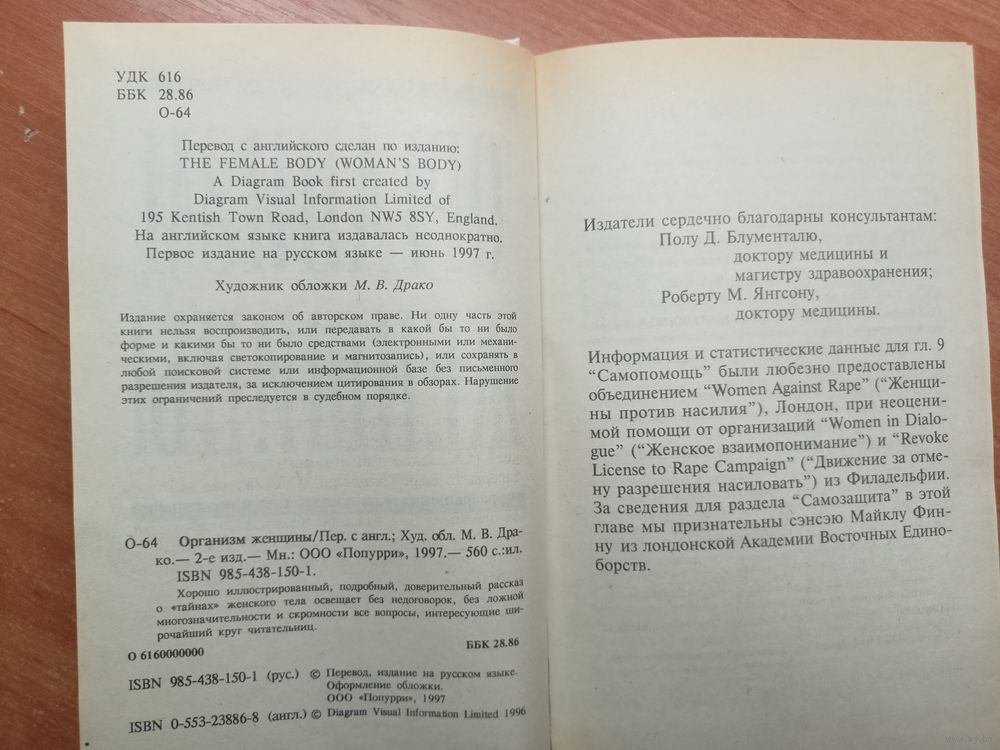 УДК 616
ББК 28.86
О-64
Перевод с английского сделан по изданию:
THE FEMALE BODY (WOMAN'S BODY)
A Diagram Book first created by
Diagram Visual Information Limited of
195 Kentish Town Road, London NW5 8SY, England.
На английском языке книга издавалась неоднократно.
Первое издание на русском языке — июнь 1997 г.
Художник обложки М. В. Драко
Издание охраняется законом об авторском праве. Ни одну часть этой
книги нельзя воспроизводить, или передавать в какой бы то ни было
форме и какими бы то ни было средствами (электронными или механи-
ческими, включая светокопирование и магнитозапись), или сохранять в
любой поисковой системе или информационной базе без письменного
разрешения издателя, за исключением цитирования в обзорах. Нарушение
этих ограничений преследуется в судебном порядке.
О-64 Организм женщины/Пер. с англ.; Худ. обл. М. В. Дра-
ко.— 2-е изд.— Мн.: ООО «Попурри», 1997.— 560 с.:ил.
ISBN 985-438-150-1.
Хорошо иллюстрированный, подробный, доверительный рассказ
о «тайнах» женского тела освещает без недоговорок, без ложной
многозначительности и скромности все вопросы, интересующие ши-
рочайший круг читательниц.
О 6160000000
ББК 28.86
ISBN 985-438-150-1 (рус.) © Перевод, издание на русском языке.
Оформление обложки.
ООО «Попурри», 1997
ISBN 0-553-23886-8 (англ.) © Diagram Visual Information Limited 1996
Издатели сердечно благодарны консультантам:
Полу Д. Блументалю,
доктору медицины и
магистру здравоохранения;
Роберту М. Янгсону,
доктору медицины.
Информация и статистические данные для гл. 9
“Самопомощь” были любезно предоставлены
объединением “Women Against Rape” (“Женщи-
ны против насилия”), Лондон, при неоцени-
мой помощи от организаций “Women in Dialo-
gue” (“Женское взаимопонимание”) и “Revoke
License to Rape Campaign” (“Движение за отме-
ну разрешения насиловать”) из Филадельфии.
За сведения для раздела “Самозащита” в этой
главе мы признательны сэнсэю Майклу Фин-
ну из лондонской Академии Восточных Едино-
борств.